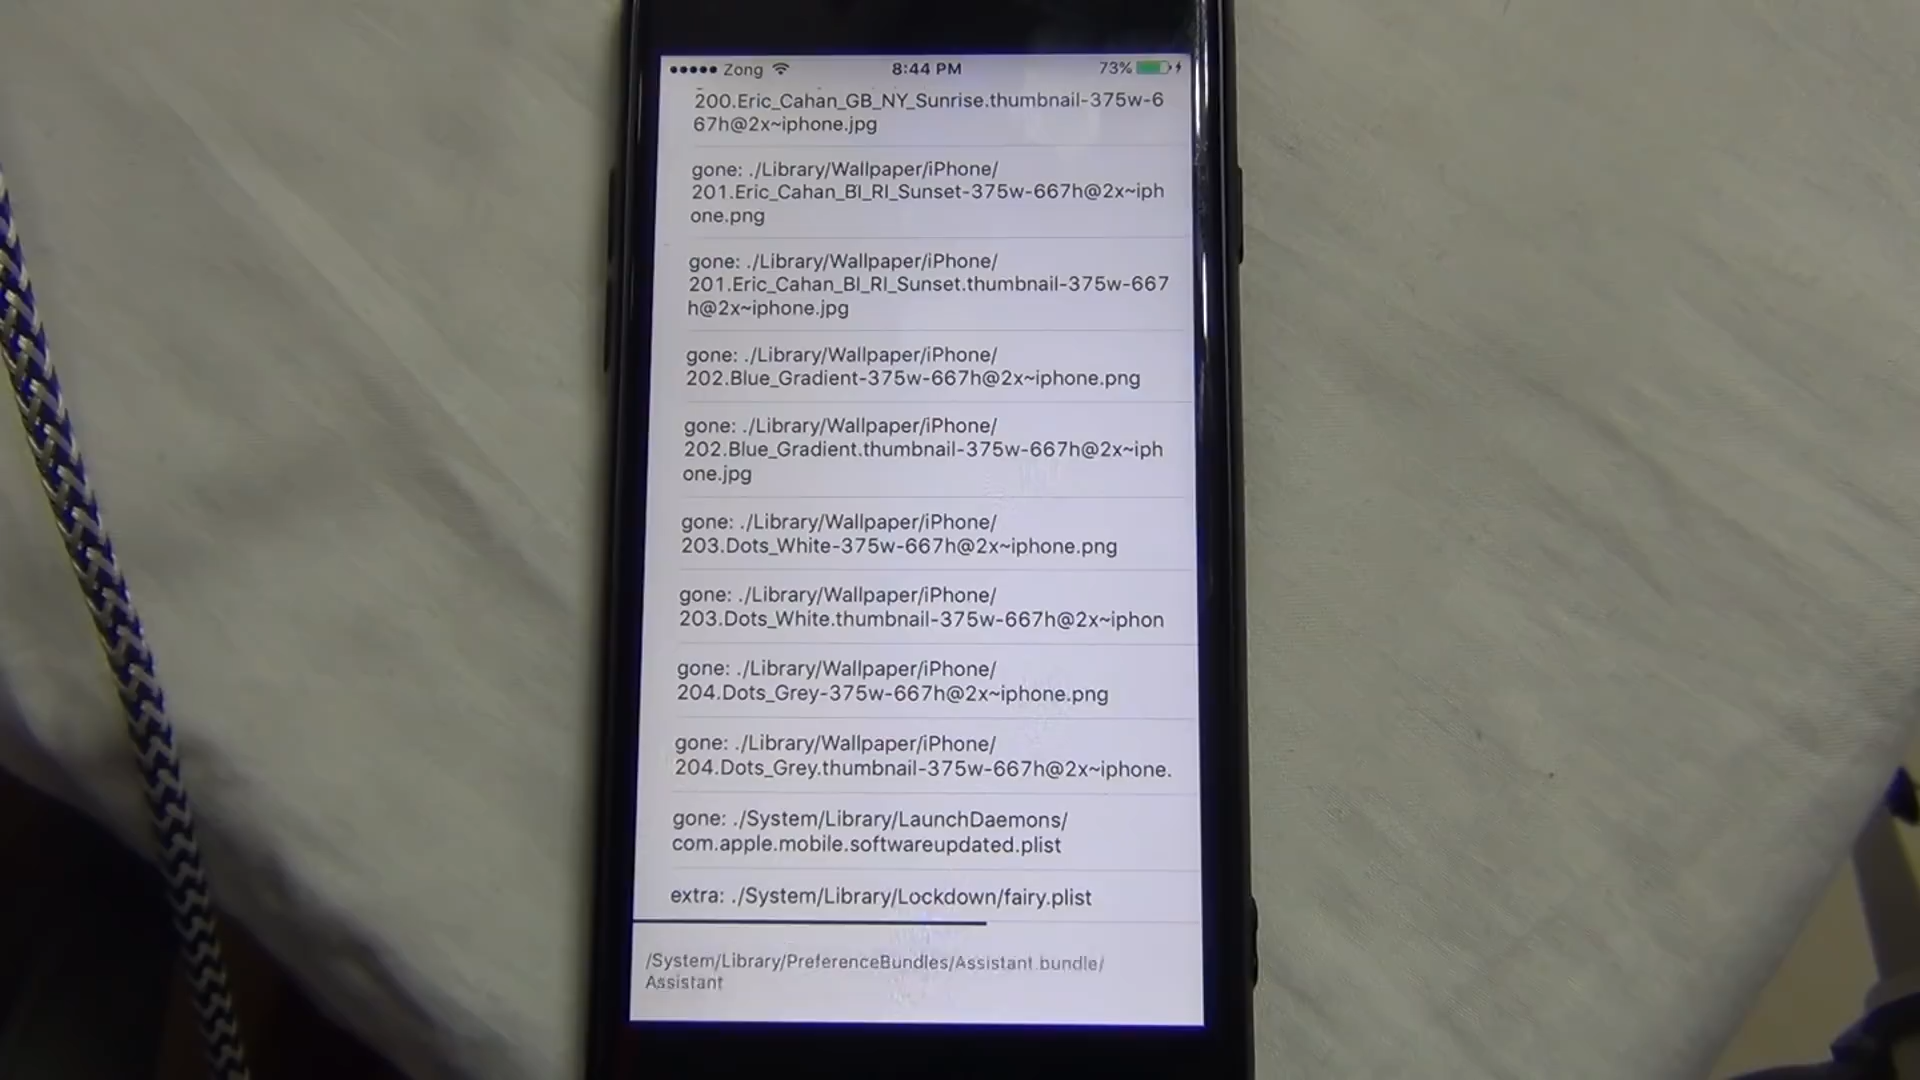 ●●●●● Zong 8:44 PM 73%
200.Eric_Cahan_GB_NY_Sunrise.thumbnail-375w-6
67h@2x~iphone.jpg
gone: ./Library/Wallpaper/iPhone/
201.Eric_Cahan_BI_RI_Sunset-375w-667h@2x~iph
one.png
gone: ./Library/Wallpaper/iPhone/
201.Eric_Cahan_BI_RI_Sunset.thumbnail-375w-667
h@2x~iphone.jpg
gone: ./Library/Wallpaper/iPhone/
202.Blue_Gradient-375w-667h@2x~iphone.png
gone: ./Library/Wallpaper/iPhone/
202.Blue_Gradient.thumbnail-375w-667h@2x~iph
one.jpg
gone: ./Library/Wallpaper/iPhone/
203.Dots_White-375w-667h@2x~iphone.png
gone: ./Library/Wallpaper/iPhone/
203.Dots_White.thumbnail-375w-667h@2x~iphon
gone: ./Library/Wallpaper/iPhone/
204.Dots_Grey-375w-667h@2x~iphone.png
gone: ./Library/Wallpaper/iPhone/
204.Dots_Grey.thumbnail-375w-667h@2x~iphone.
gone: ./System/Library/LaunchDaemons/
com.apple.mobile.softwareupdated.plist
extra: ./System/Library/Lockdown/fairy.plist
/System/Library/PreferenceBundles/Assistant.bundle/
Assistant